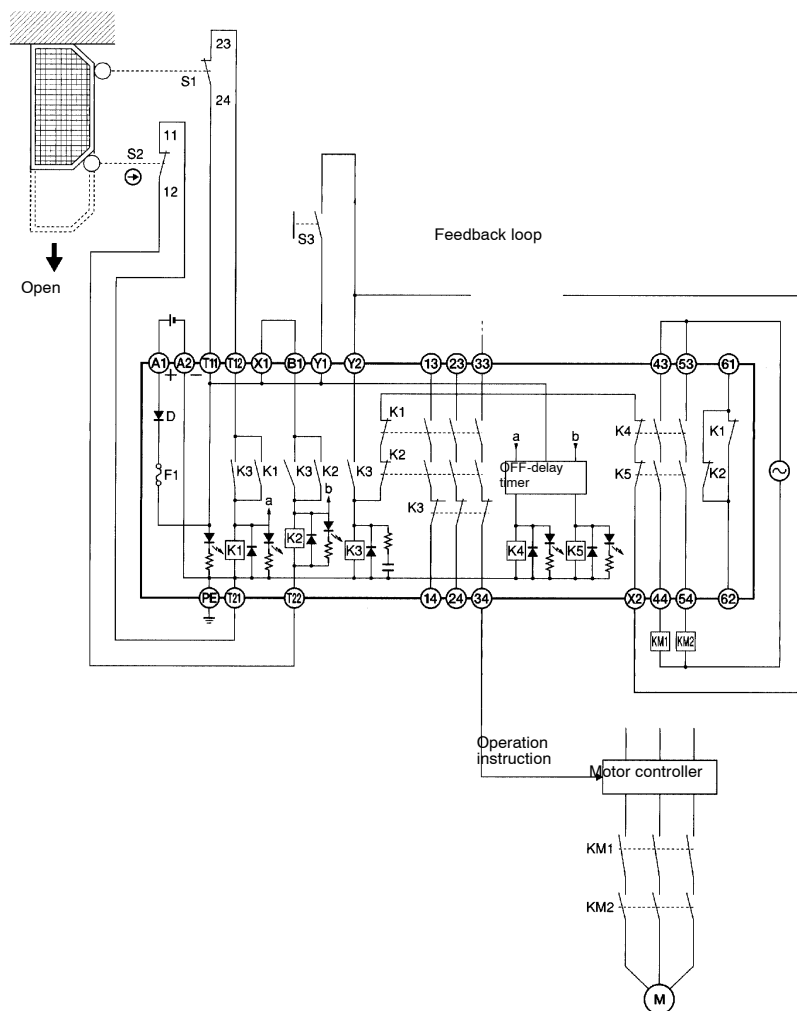 23
S1
24
11
S2
12
S3
Feedback loop
Open
A1 A2 T11 T12 X1 B1 Y1 Y2 13 23 33 43 53 61
+ −
D
F1
K3 K1 K3 K2 K3
a
b
K1
K2
K3
a b
OFF-delay
timer
K4
K5
K1
K2
K1 K2 K3 K4 K5
PE T21 T22 14 24 34 X2 44 54 62
KM1 KM2
Operation
instruction
Motor controller
KM1
KM2
M